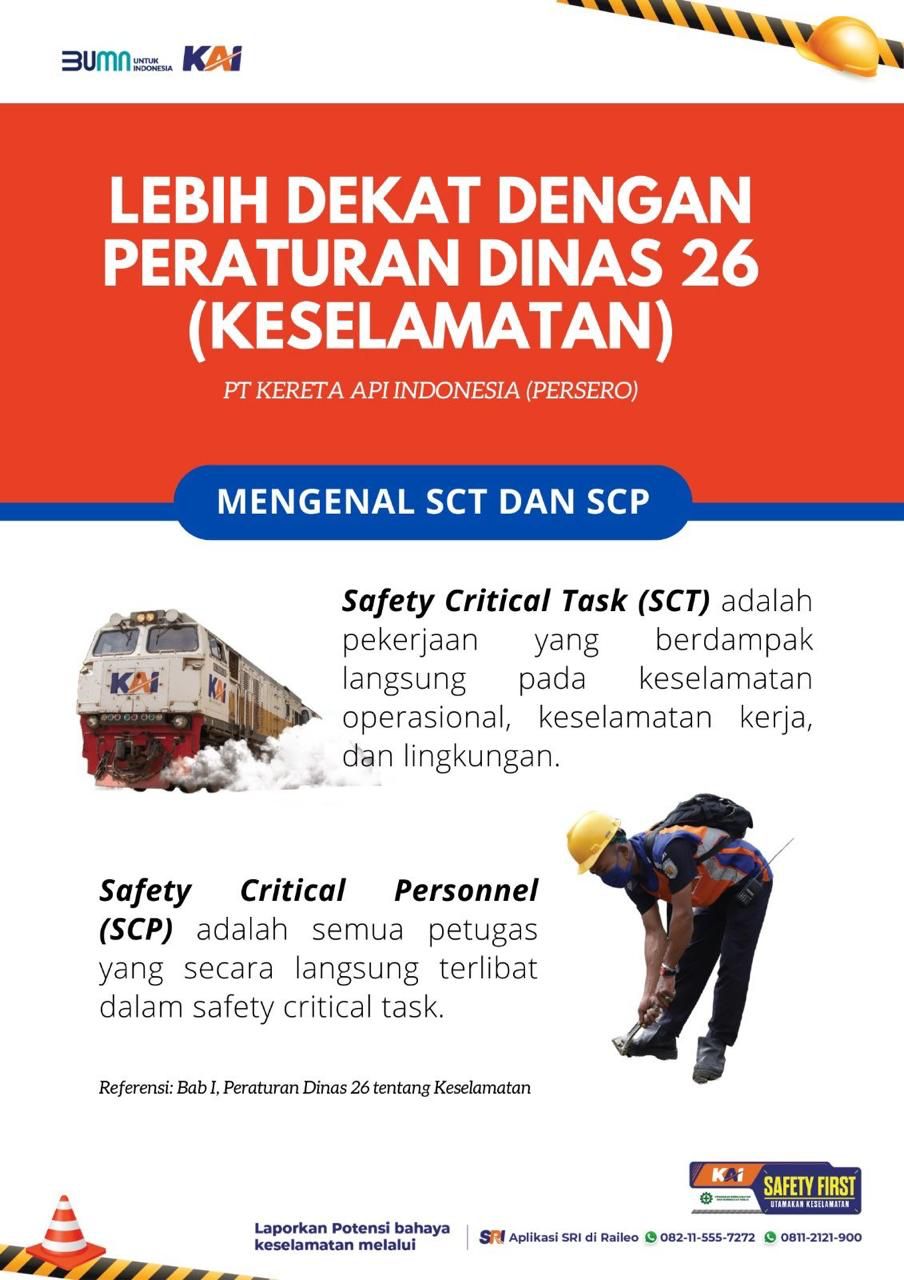 BUMN UNTUK INDONESIA KAI
LEBIH DEKAT DENGAN
PERATURAN DINAS 26
(KESELAMATAN)
PT KERETA API INDONESIA (PERSERO)
MENGENAL SCT DAN SCP
Safety Critical Task (SCT) adalah
pekerjaan yang berdampak
langsung pada keselamatan
operasional, keselamatan kerja,
dan lingkungan.
KAI
KAI
Safety Critical Personnel
(SCP) adalah semua petugas
yang secara langsung terlibat
dalam safety critical task.
Referensi: Bab I, Peraturan Dinas 26 tentang Keselamatan
KAI
SAFETY FIRST
UTAMAKAN KESELAMATAN
Laporkan Potensi bahaya
keselamatan melalui
SRI Aplikasi SRI di Raileo 082-11-555-7272 0811-2121-900